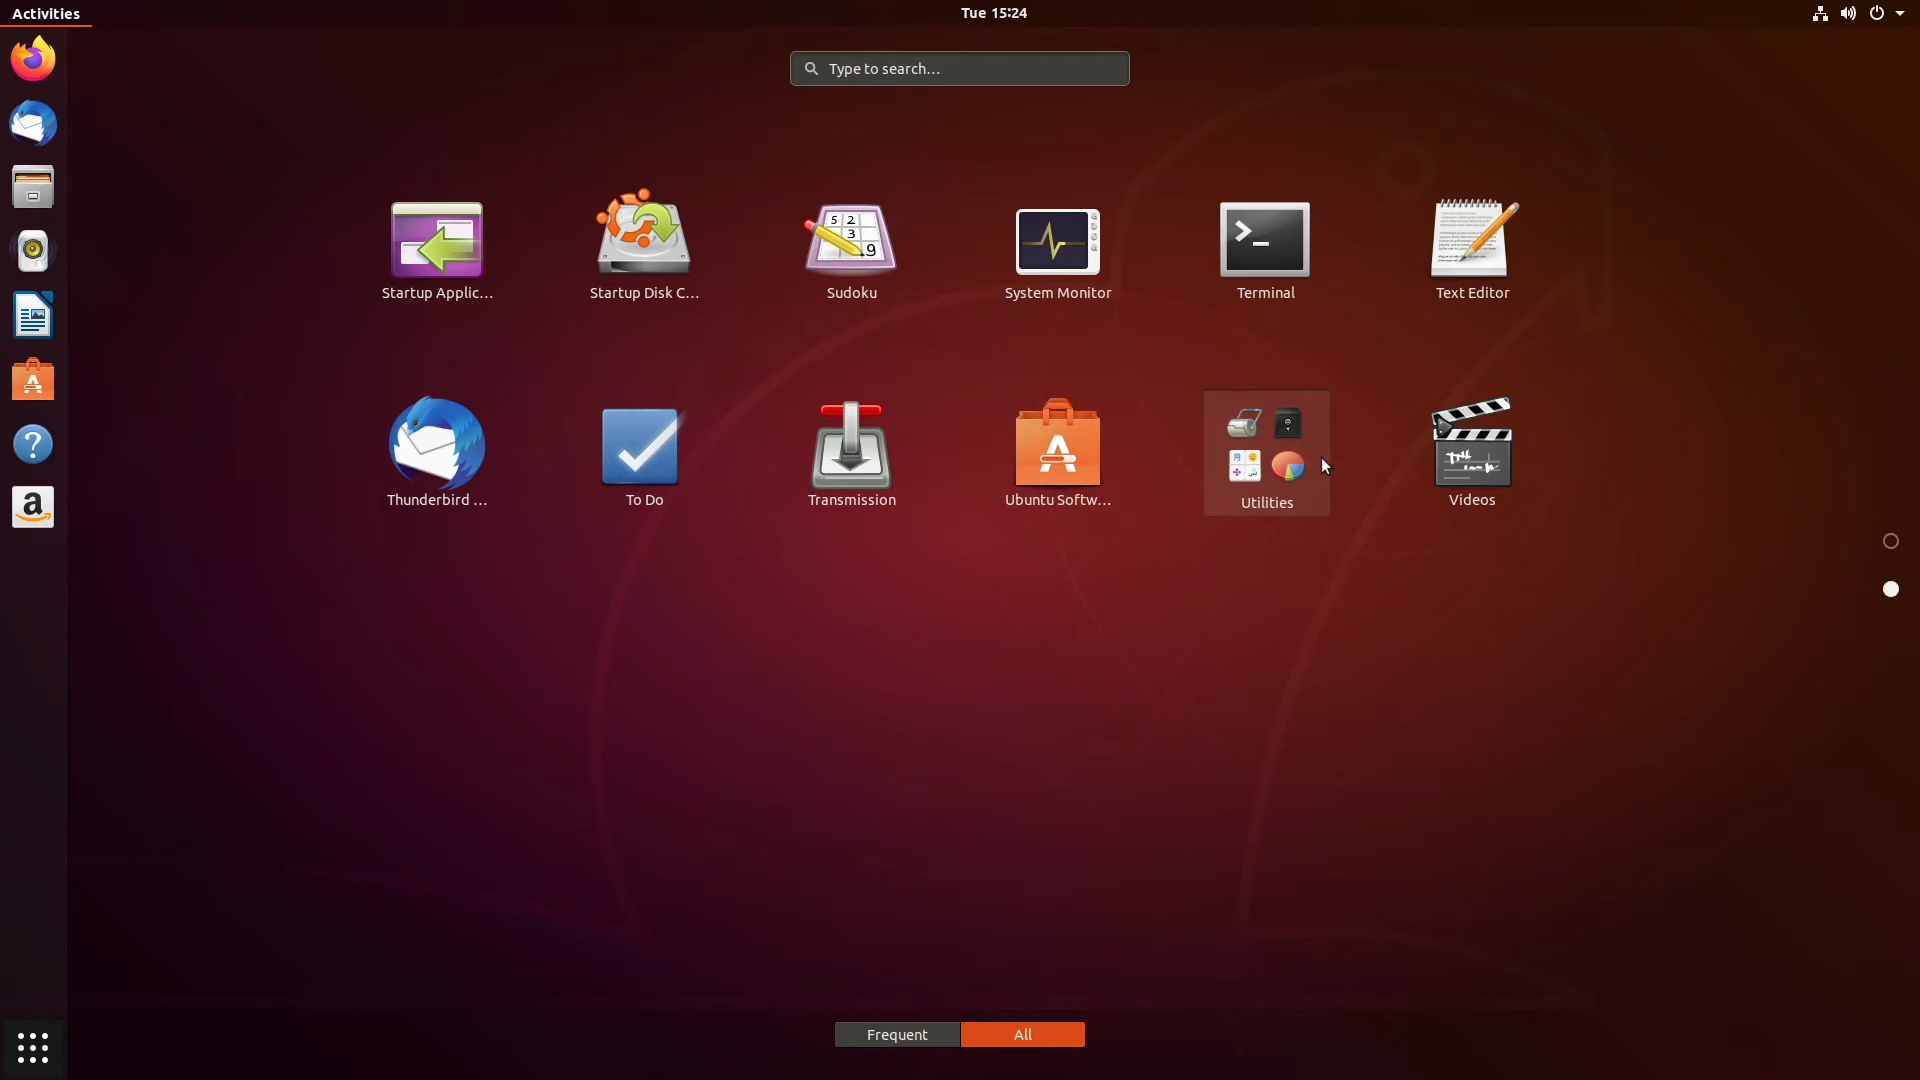 Activities
Tue 15:24
Type to search...
Startup Applic...
Startup Disk C...
Sudoku
System Monitor
Terminal
Text Editor
Thunderbird ...
To Do
Transmission
Ubuntu Softw...
Utilities
Videos
Frequent
All